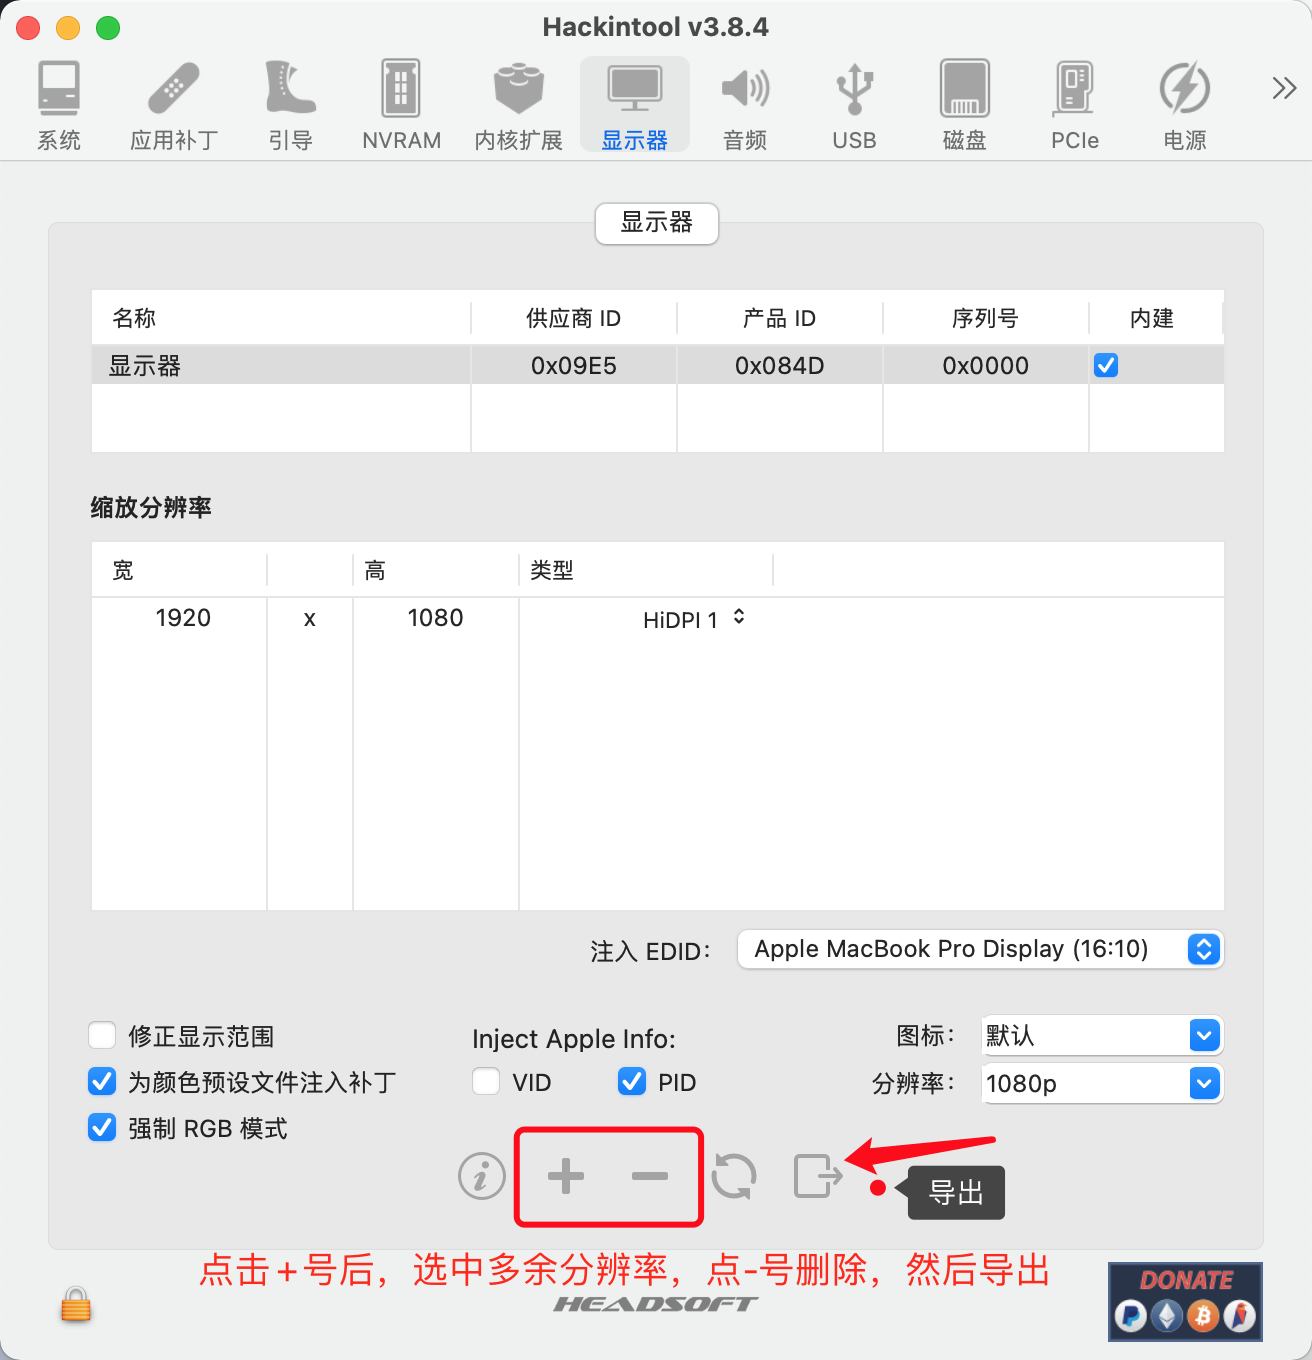 Hackintool v3.8.4
系统 应用补丁 引导 NVRAM 内核扩展 显示器 音频 USB 磁盘 PCIe 电源
显示器
名称 供应商 ID 产品 ID 序列号 内建
显示器 0x09E5 0x084D 0x0000
缩放分辨率
宽 高 类型
1920 x 1080 HiDPI 1
注入 EDID： Apple MacBook Pro Display (16:10)
修正显示范围 Inject Apple Info: 图标： 默认
为颜色预设文件注入补丁 VID PID 分辨率： 1080p
强制 RGB 模式
导出
点击+号后，选中多余分辨率，点-号删除，然后导出
HEADSOFT
DONATE